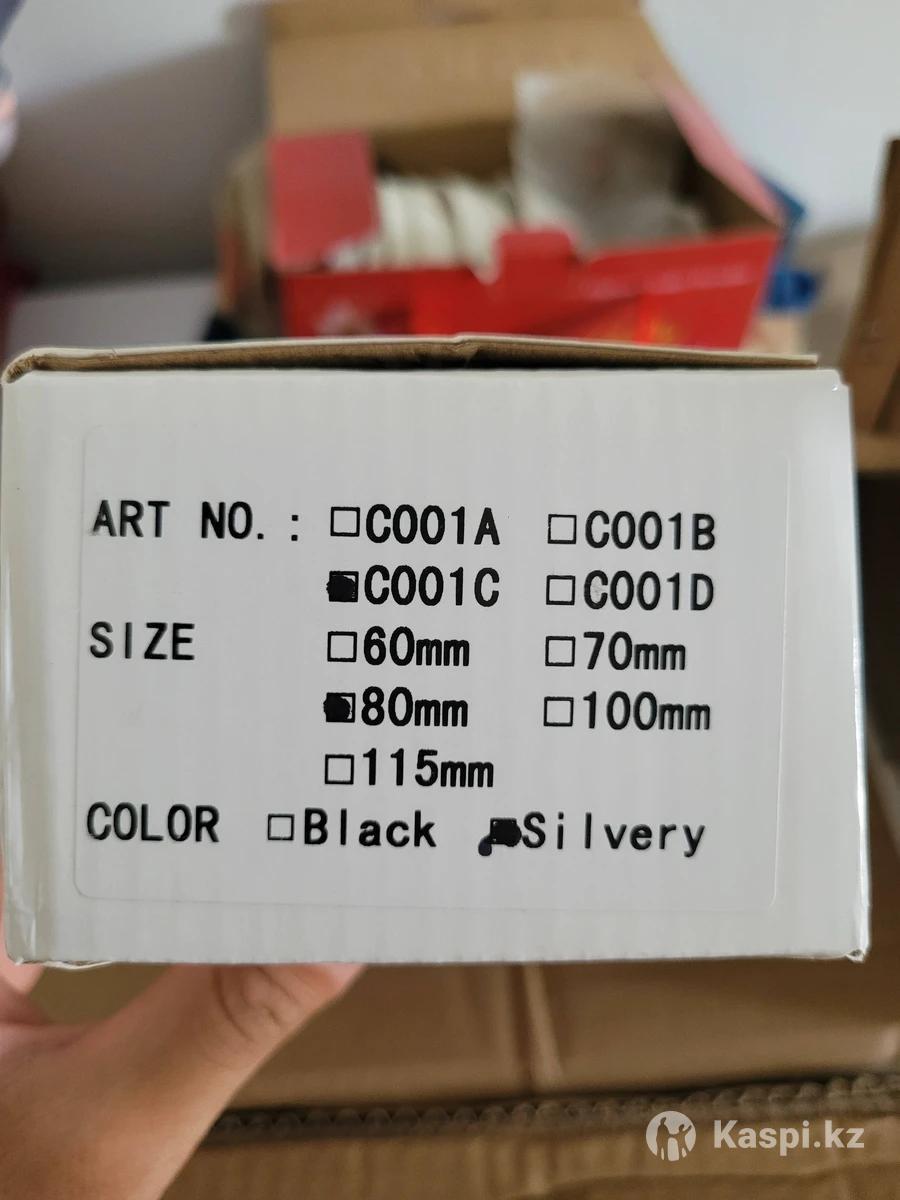 ART NO.: □C001A □C001B
■C001C □C001D
SIZE □60mm □70mm
■80mm □100mm
□115mm
COLOR □Black ■Silvery
Kaspi.kz